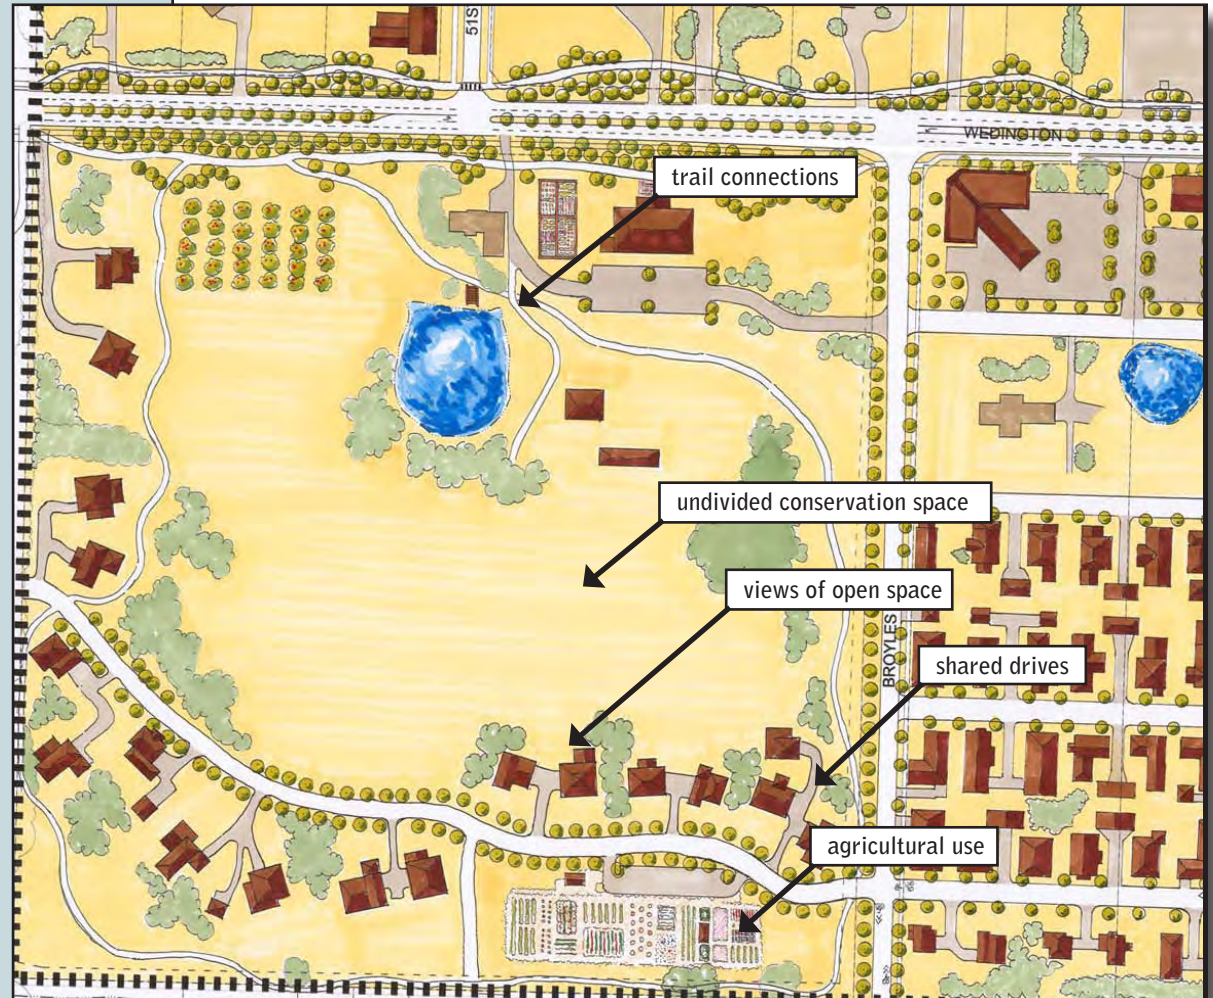 51S
WEDINGTON
trail connections
undivided conservation space
views of open space
BROYLES
shared drives
agricultural use